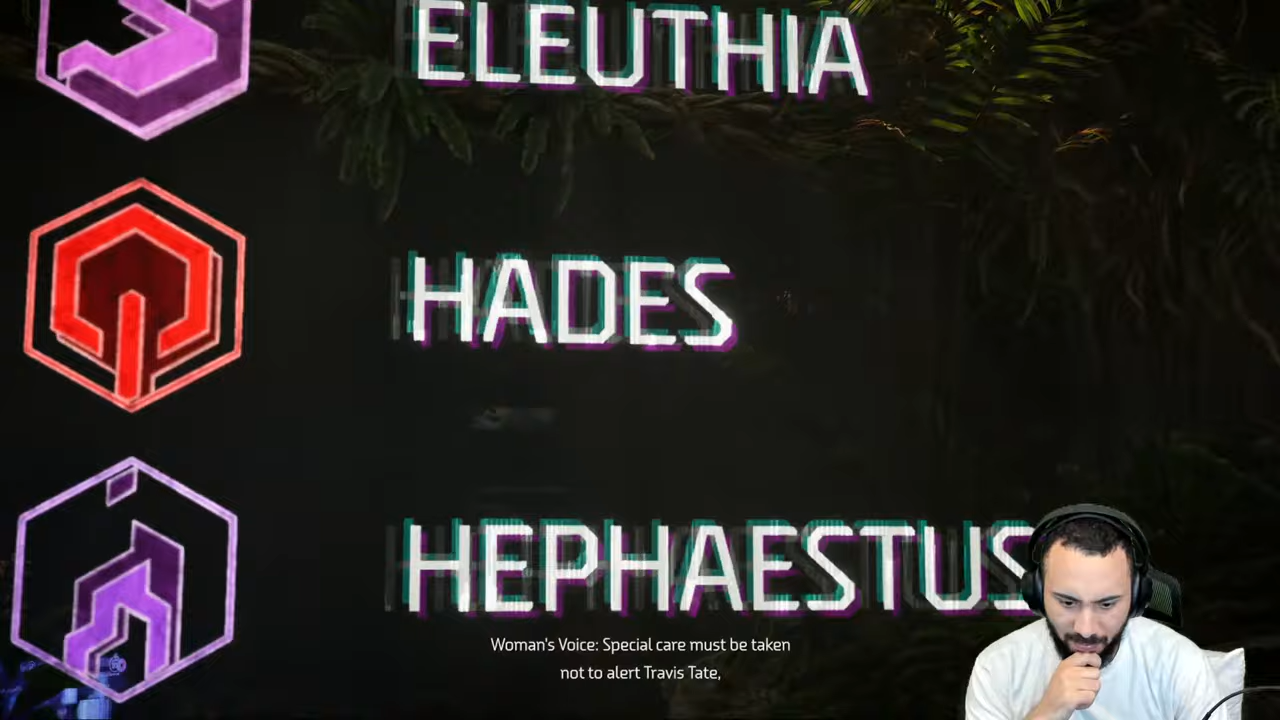 ELEUTHIA
HADES
HEPHAESTUS
Woman's Voice: Special care must be taken
not to alert Travis Tate,